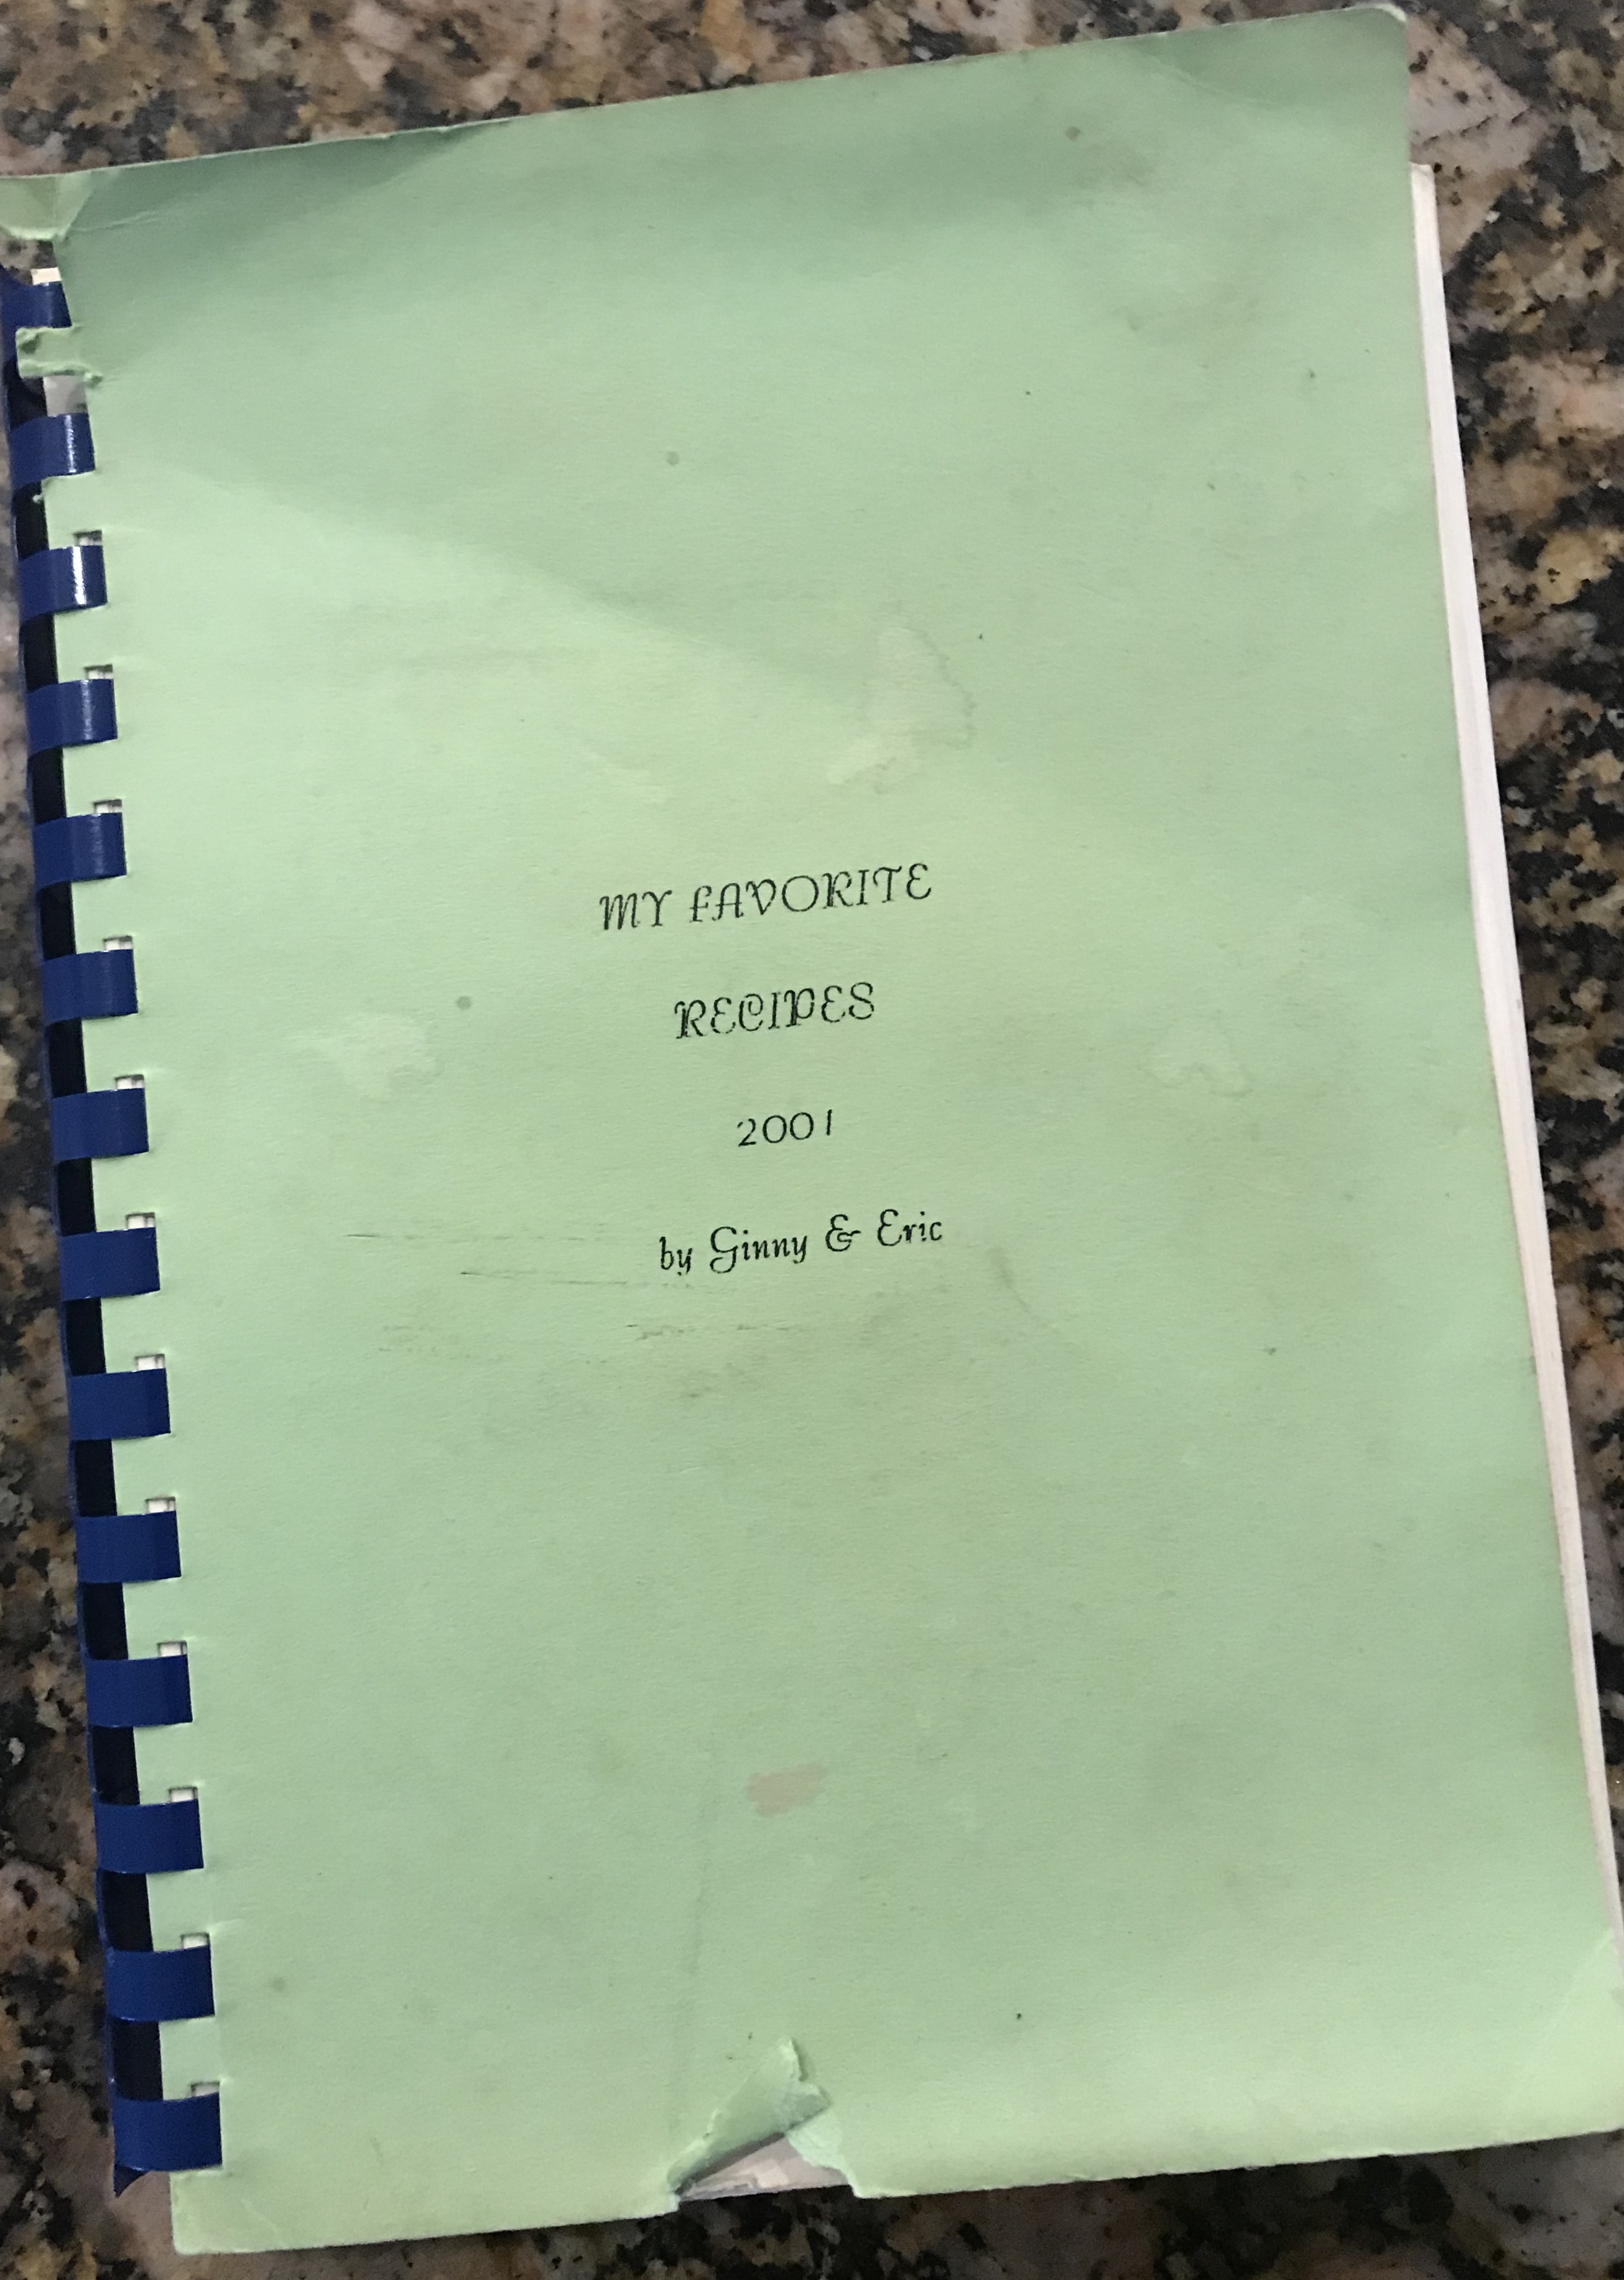 MY FAVORITE
RECIPES
2001
by Ginny & Eric